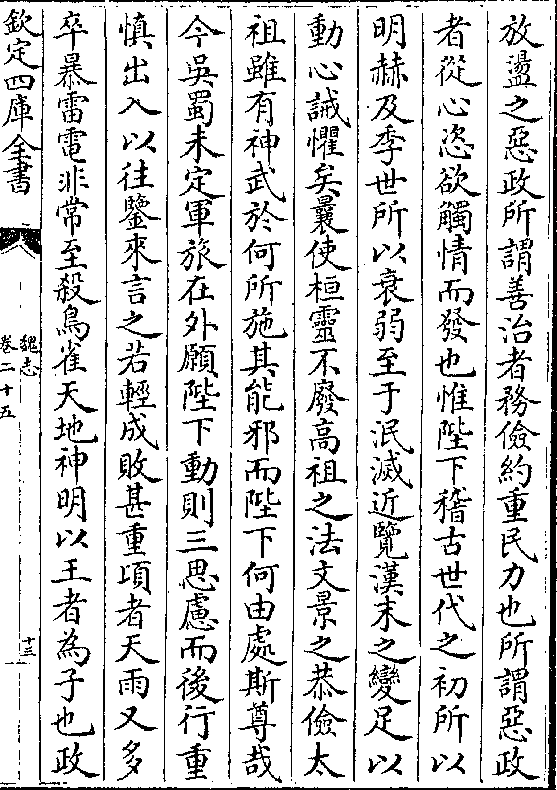 放盪之惡政所謂善治者務儉約重民力也所謂惡政
者從心恣欲觸情而發也惟陛下稽古世代之初所以
明赫及季世所以衰弱至于泯滅近覽漢末之變足以
動心誡懼矣曩使桓靈不廢高祖之法文景之恭儉太
祖雖有神武於何所施其能邪而陛下何由處斯尊哉
今吳蜀未定軍旅在外願陛下動則三思慮而後行重
慎出入以往鑒來言之若輕成敗甚重頃者天雨又多
卒暴雷電非常至殺鳥雀天地神明以王者為子也政
欽定四庫全書
魏志
卷二十五
十三